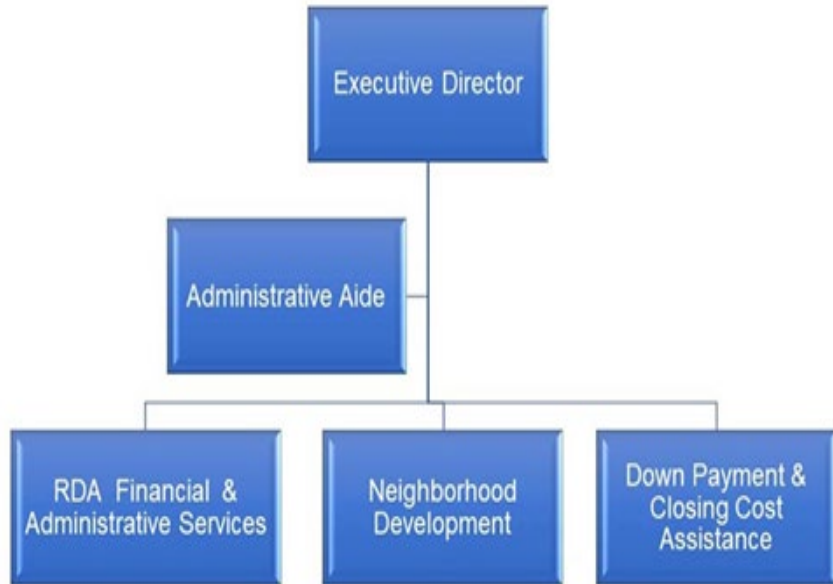 Executive Director
Administrative Aide
RDA Financial &
Administrative Services
Neighborhood
Development
Down Payment &
Closing Cost
Assistance